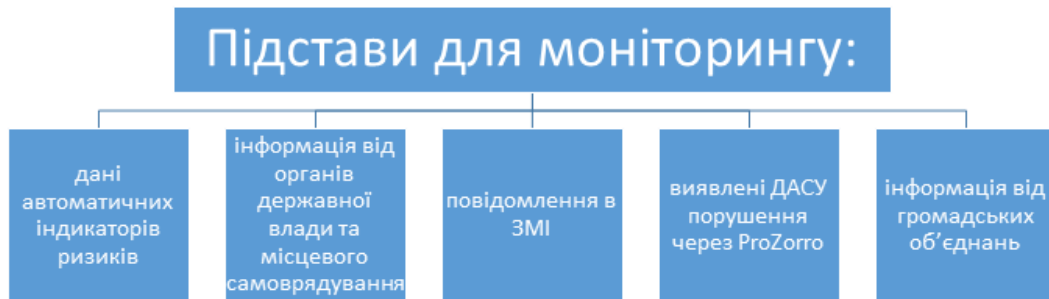 Підстави для моніторингу:
дані
автоматичних
індикаторів
ризиків
інформація від
органів
державної
влади та
місцевого
самоврядування
повідомлення в
ЗМІ
виявлені ДАСУ
порушення
через ProZorro
інформація від
громадських
об’єднань